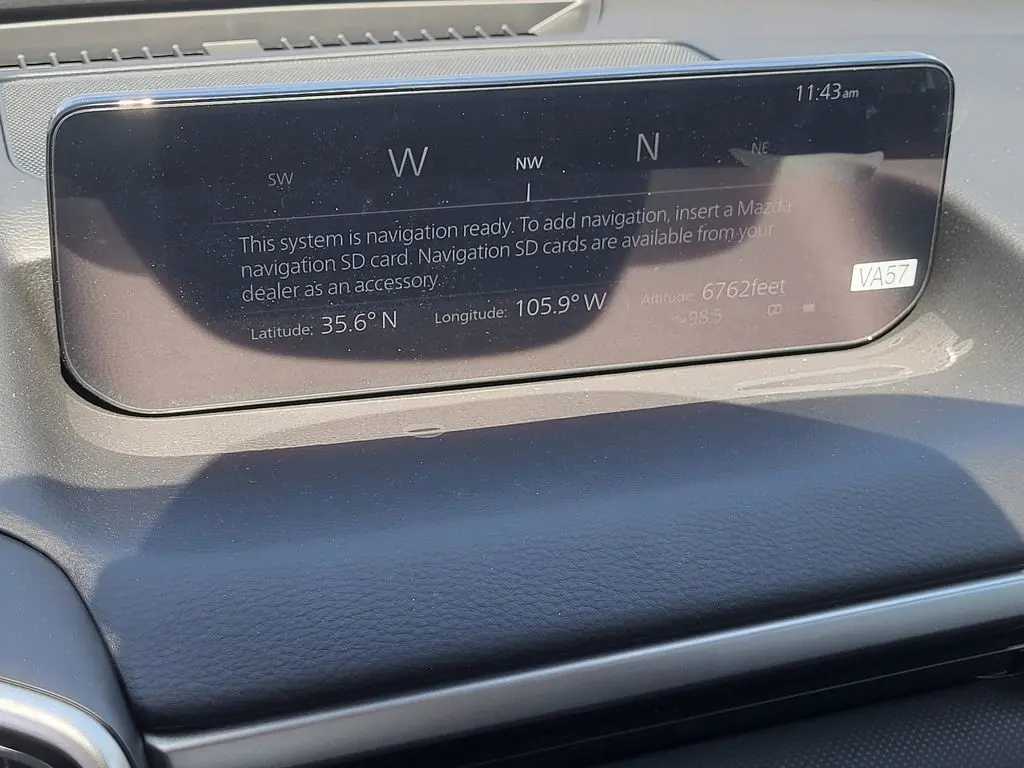 11:43am
SW W NW N NE
This system is navigation ready. To add navigation, insert a Mazda
navigation SD card. Navigation SD cards are available from your
dealer as an accessory.
Latitude: 35.6° N Longitude: 105.9° W Altitude: 6762feet
VA57
98.5